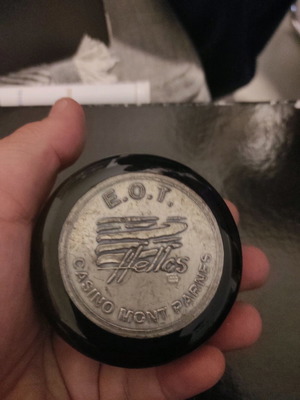 E.O.T.
Hellas
CASINO MONT PARNES